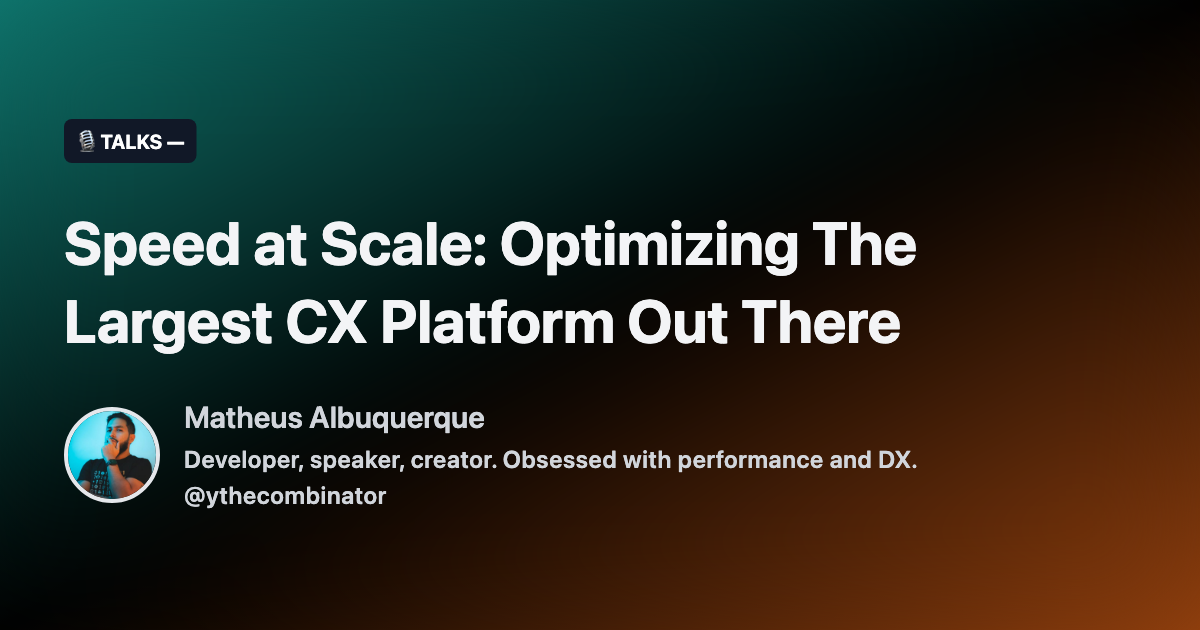 🎙 TALKS —
Speed at Scale: Optimizing The
Largest CX Platform Out There
Matheus Albuquerque
Developer, speaker, creator. Obsessed with performance and DX.
@ythecombinator